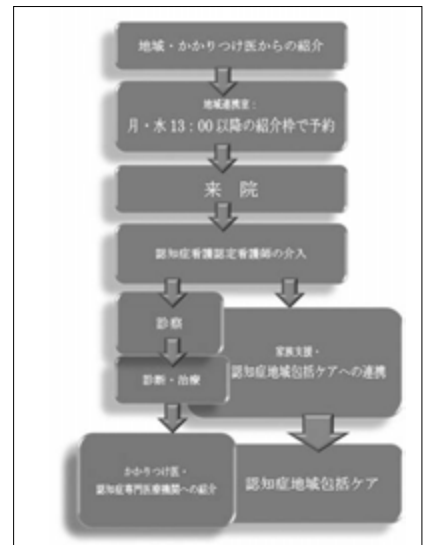 地域・かかりつけ医からの紹介
地域連携室：
月・水 13：00 以降の紹介枠で予約
来 院
認知症看護認定看護師の介入
診察
診断・治療
家族支援・
認知症地域包括ケアへの連携
かかりつけ医・
認知症専門医療機関への紹介
認知症地域包括ケア